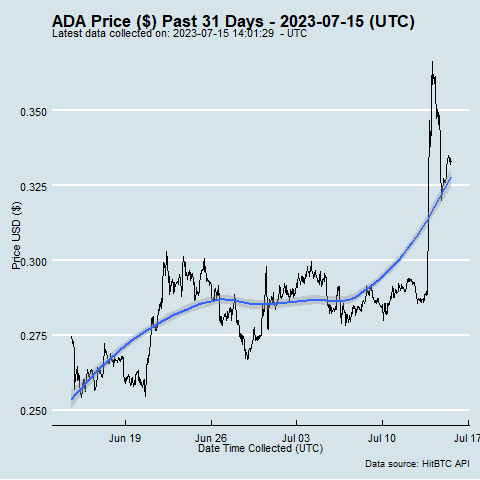 ADA Price ($) Past 31 Days - 2023-07-15 (UTC)
Latest data collected on: 2023-07-15 14:01:29  - UTC
Price USD ($)
0.350
0.325
0.300
0.275
0.250
Jun 19
Jun 26
Jul 03
Jul 10
Jul 17
Date Time Collected (UTC)
Data source: HitBTC API